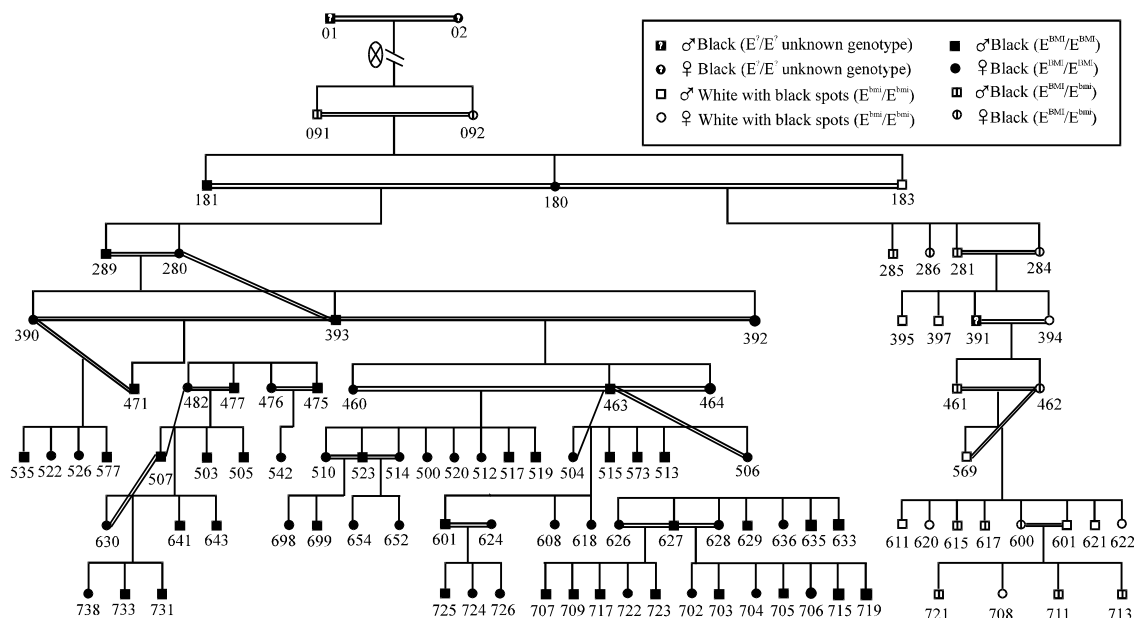 01 02
♂Black (E?/E? unknown genotype) ♂Black (EBMI/EBMI)
♀ Black (E?/E? unknown genotype) ♀Black (EBMI/EBMI)
♂ White with black spots (Ebmi/Ebmi) ♂Black (EBMI/Ebmi)
♀ White with black spots (Ebmi/Ebmi) ♀Black (EBMI/Ebmi)
091 092
181 180 183
289 280 285 286 281 284
390 393 392 395 397 391 394
471 482 477 476 475 460 463 464 461 462
535 522 526 577 507 503 505 542 510 523 514 500 520 512 517 519 504 515 573 513 506 569
630 641 643 698 699 654 652 601 624 608 618 626 627 628 629 636 635 633 611 620 615 617 600 601 621 622
738 733 731 725 724 726 707 709 717 722 723 702 703 704 705 706 715 719 721 708 711 713